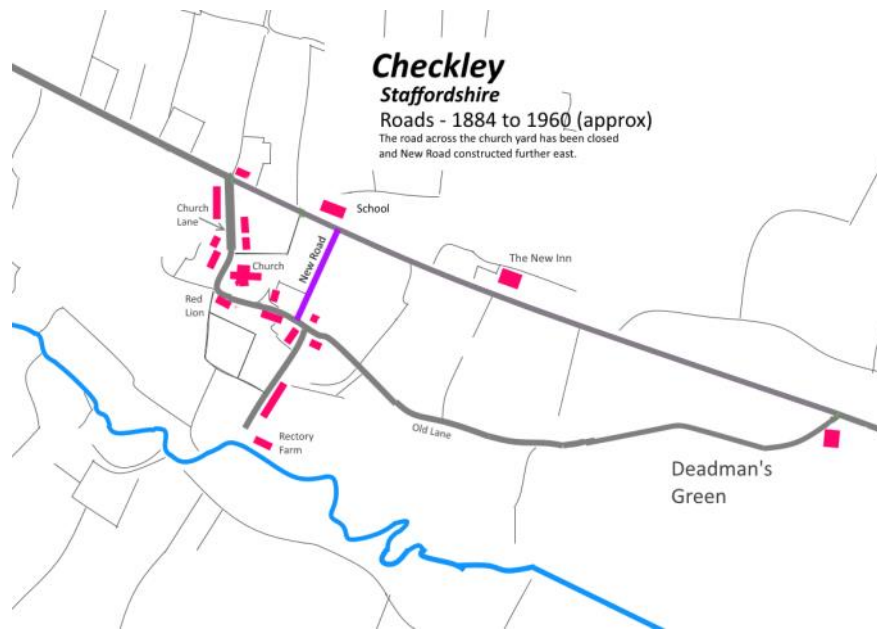 Checkley
Staffordshire
Roads - 1884 to 1960 (approx)
The road across the church yard has been closed
and New Road constructed further east.
School
Church
Lane
New Road
The New Inn
Church
Red
Lion
Old Lane
Rectory
Farm
Deadman's
Green